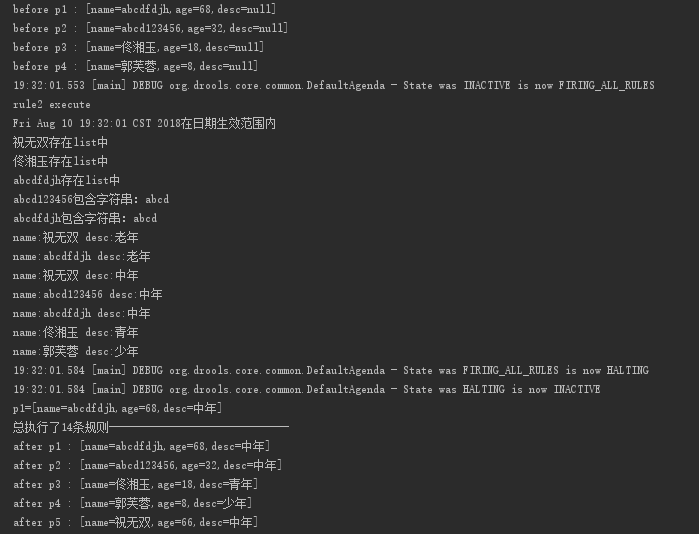 before p1 : [name=abcdfdjh,age=68,desc=null]
before p2 : [name=abcd123456,age=32,desc=null]
before p3 : [name=佟湘玉,age=18,desc=null]
before p4 : [name=郭芙蓉,age=8,desc=null]
19:32:01.553 [main] DEBUG org.drools.core.common.DefaultAgenda - State was INACTIVE is now FIRING_ALL_RULES
rule2 execute
Fri Aug 10 19:32:01 CST 2018在日期生效范围内
祝无双存在list中
佟湘玉存在list中
abcdfdjh存在list中
abcd123456包含字符串: abcd
abcdfdjh包含字符串: abcd
name:祝无双 desc:老年
name:abcdfdjh desc:老年
name:祝无双 desc:中年
name:abcd123456 desc:中年
name:abcdfdjh desc:中年
name:佟湘玉 desc:青年
name:郭芙蓉 desc:少年
19:32:01.584 [main] DEBUG org.drools.core.common.DefaultAgenda - State was FIRING_ALL_RULES is now HALTING
19:32:01.584 [main] DEBUG org.drools.core.common.DefaultAgenda - State was HALTING is now INACTIVE
p1=[name=abcdfdjh,age=68,desc=中年]
总执行了14条规则------------------------------
after p1 : [name=abcdfdjh,age=68,desc=中年]
after p2 : [name=abcd123456,age=32,desc=中年]
after p3 : [name=佟湘玉,age=18,desc=青年]
after p4 : [name=郭芙蓉,age=8,desc=少年]
after p5 : [name=祝无双,age=66,desc=中年]